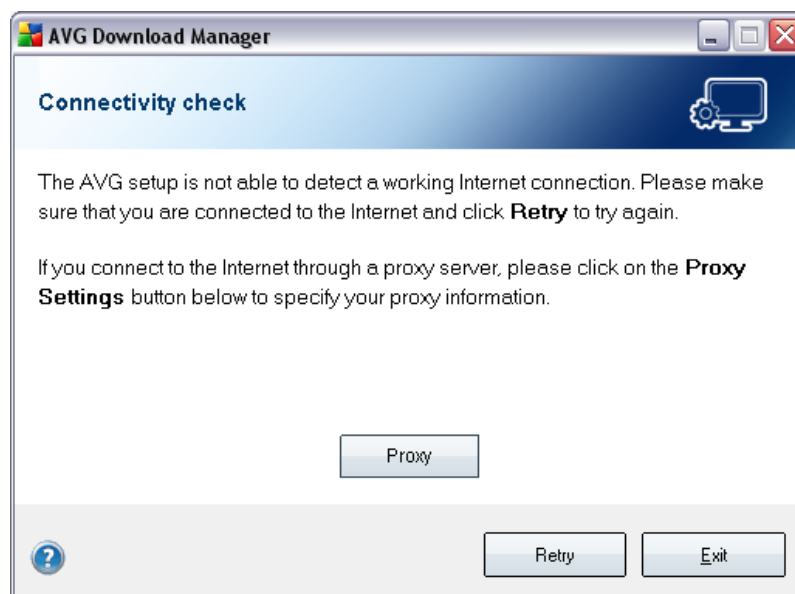 AVG Download Manager
Connectivity check
The AVG setup is not able to detect a working Internet connection. Please make
sure that you are connected to the Internet and click Retry to try again.
If you connect to the Internet through a proxy server, please click on the Proxy
Settings button below to specify your proxy information.
Proxy
?
Retry
Exit